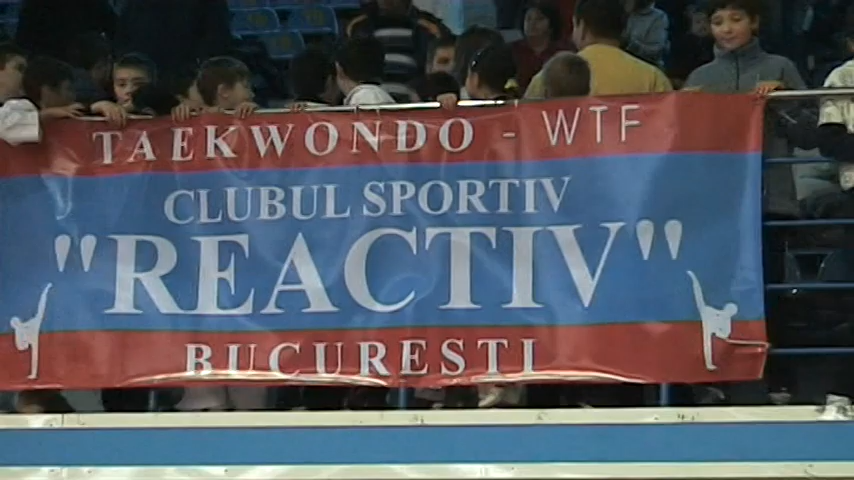 TAEKWONDO - WTF
CLUBUL SPORTIV
"REACTIV"
BUCURESTI